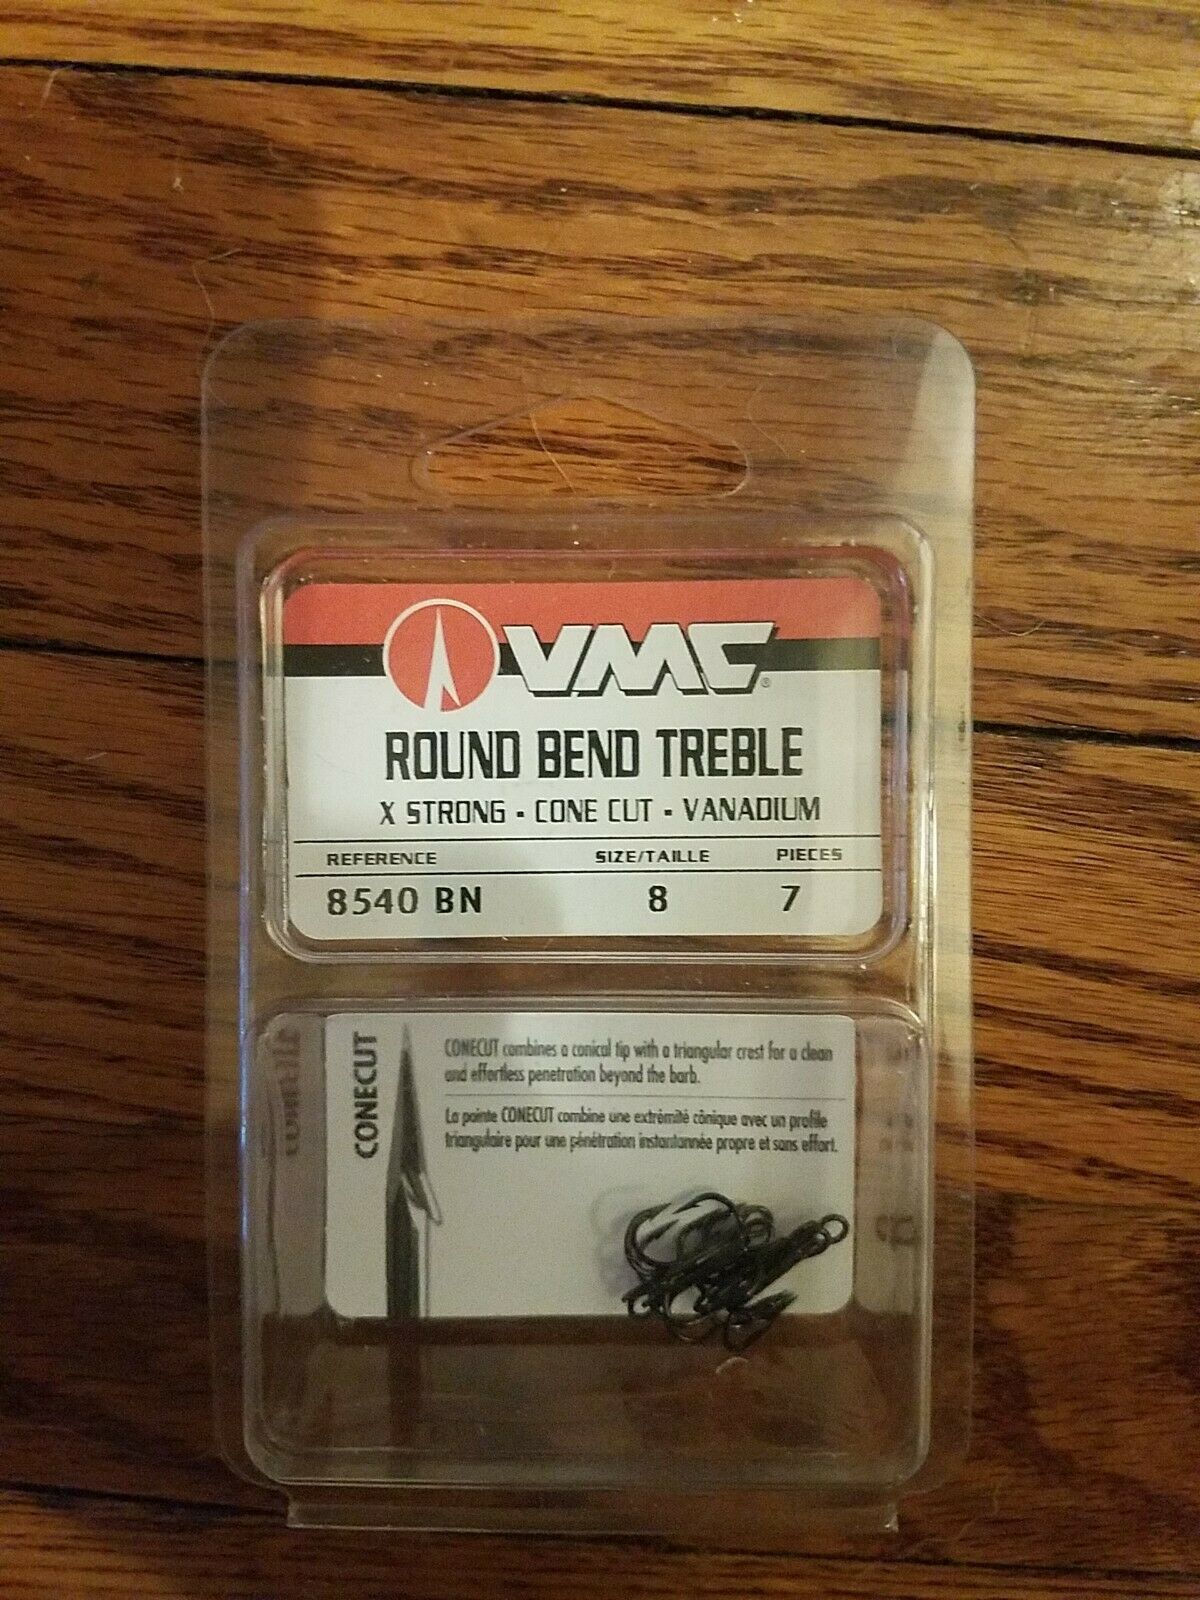 VMC®
ROUND BEND TREBLE
X STRONG • CONE CUT • VANADIUM
REFERENCE SIZE/TAILLE PIECES
8540 BN 8 7
CONECUT
CONECUT combines a conical tip with a triangular crest for a clean
and effortless penetration beyond the barb.
La pointe CONECUT combine une extrémité cônique avec un profile
triangulaire pour une pénétration instantannée propre et sans effort.